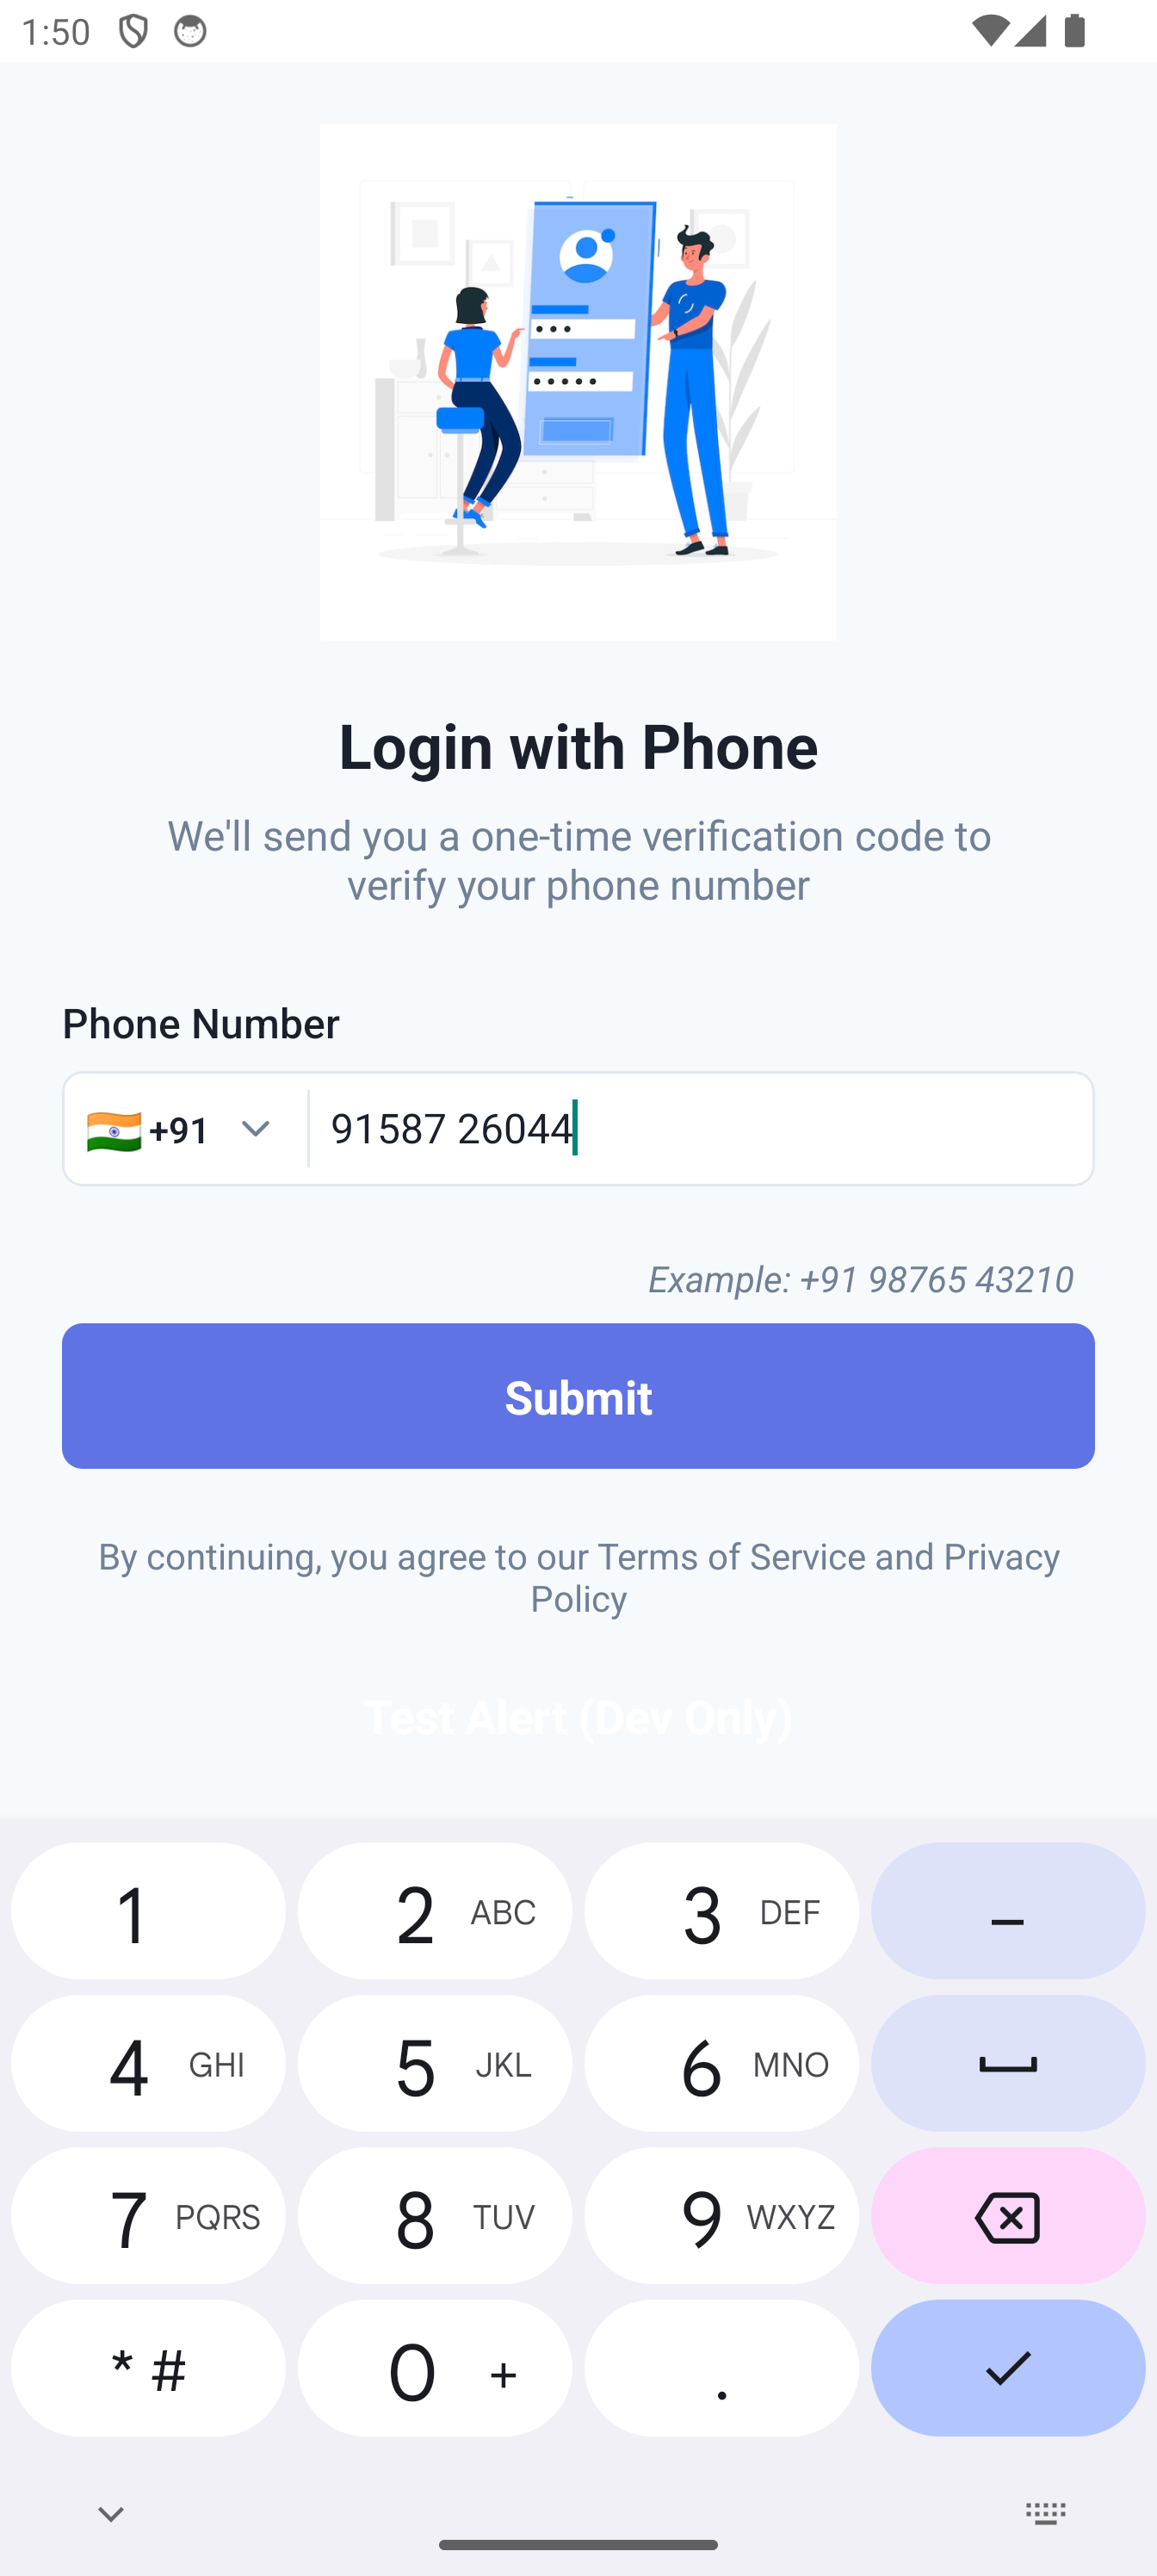 1:50
Login with Phone
We'll send you a one-time verification code to
verify your phone number
Phone Number
+91
91587 26044
Example: +91 98765 43210
Submit
By continuing, you agree to our Terms of Service and Privacy
Policy
Test Alert (Dev Only)
1
2 ABC
3 DEF
–
4 GHI
5 JKL
6 MNO
7 PQRS
8 TUV
9 WXYZ
* #
0 +
.